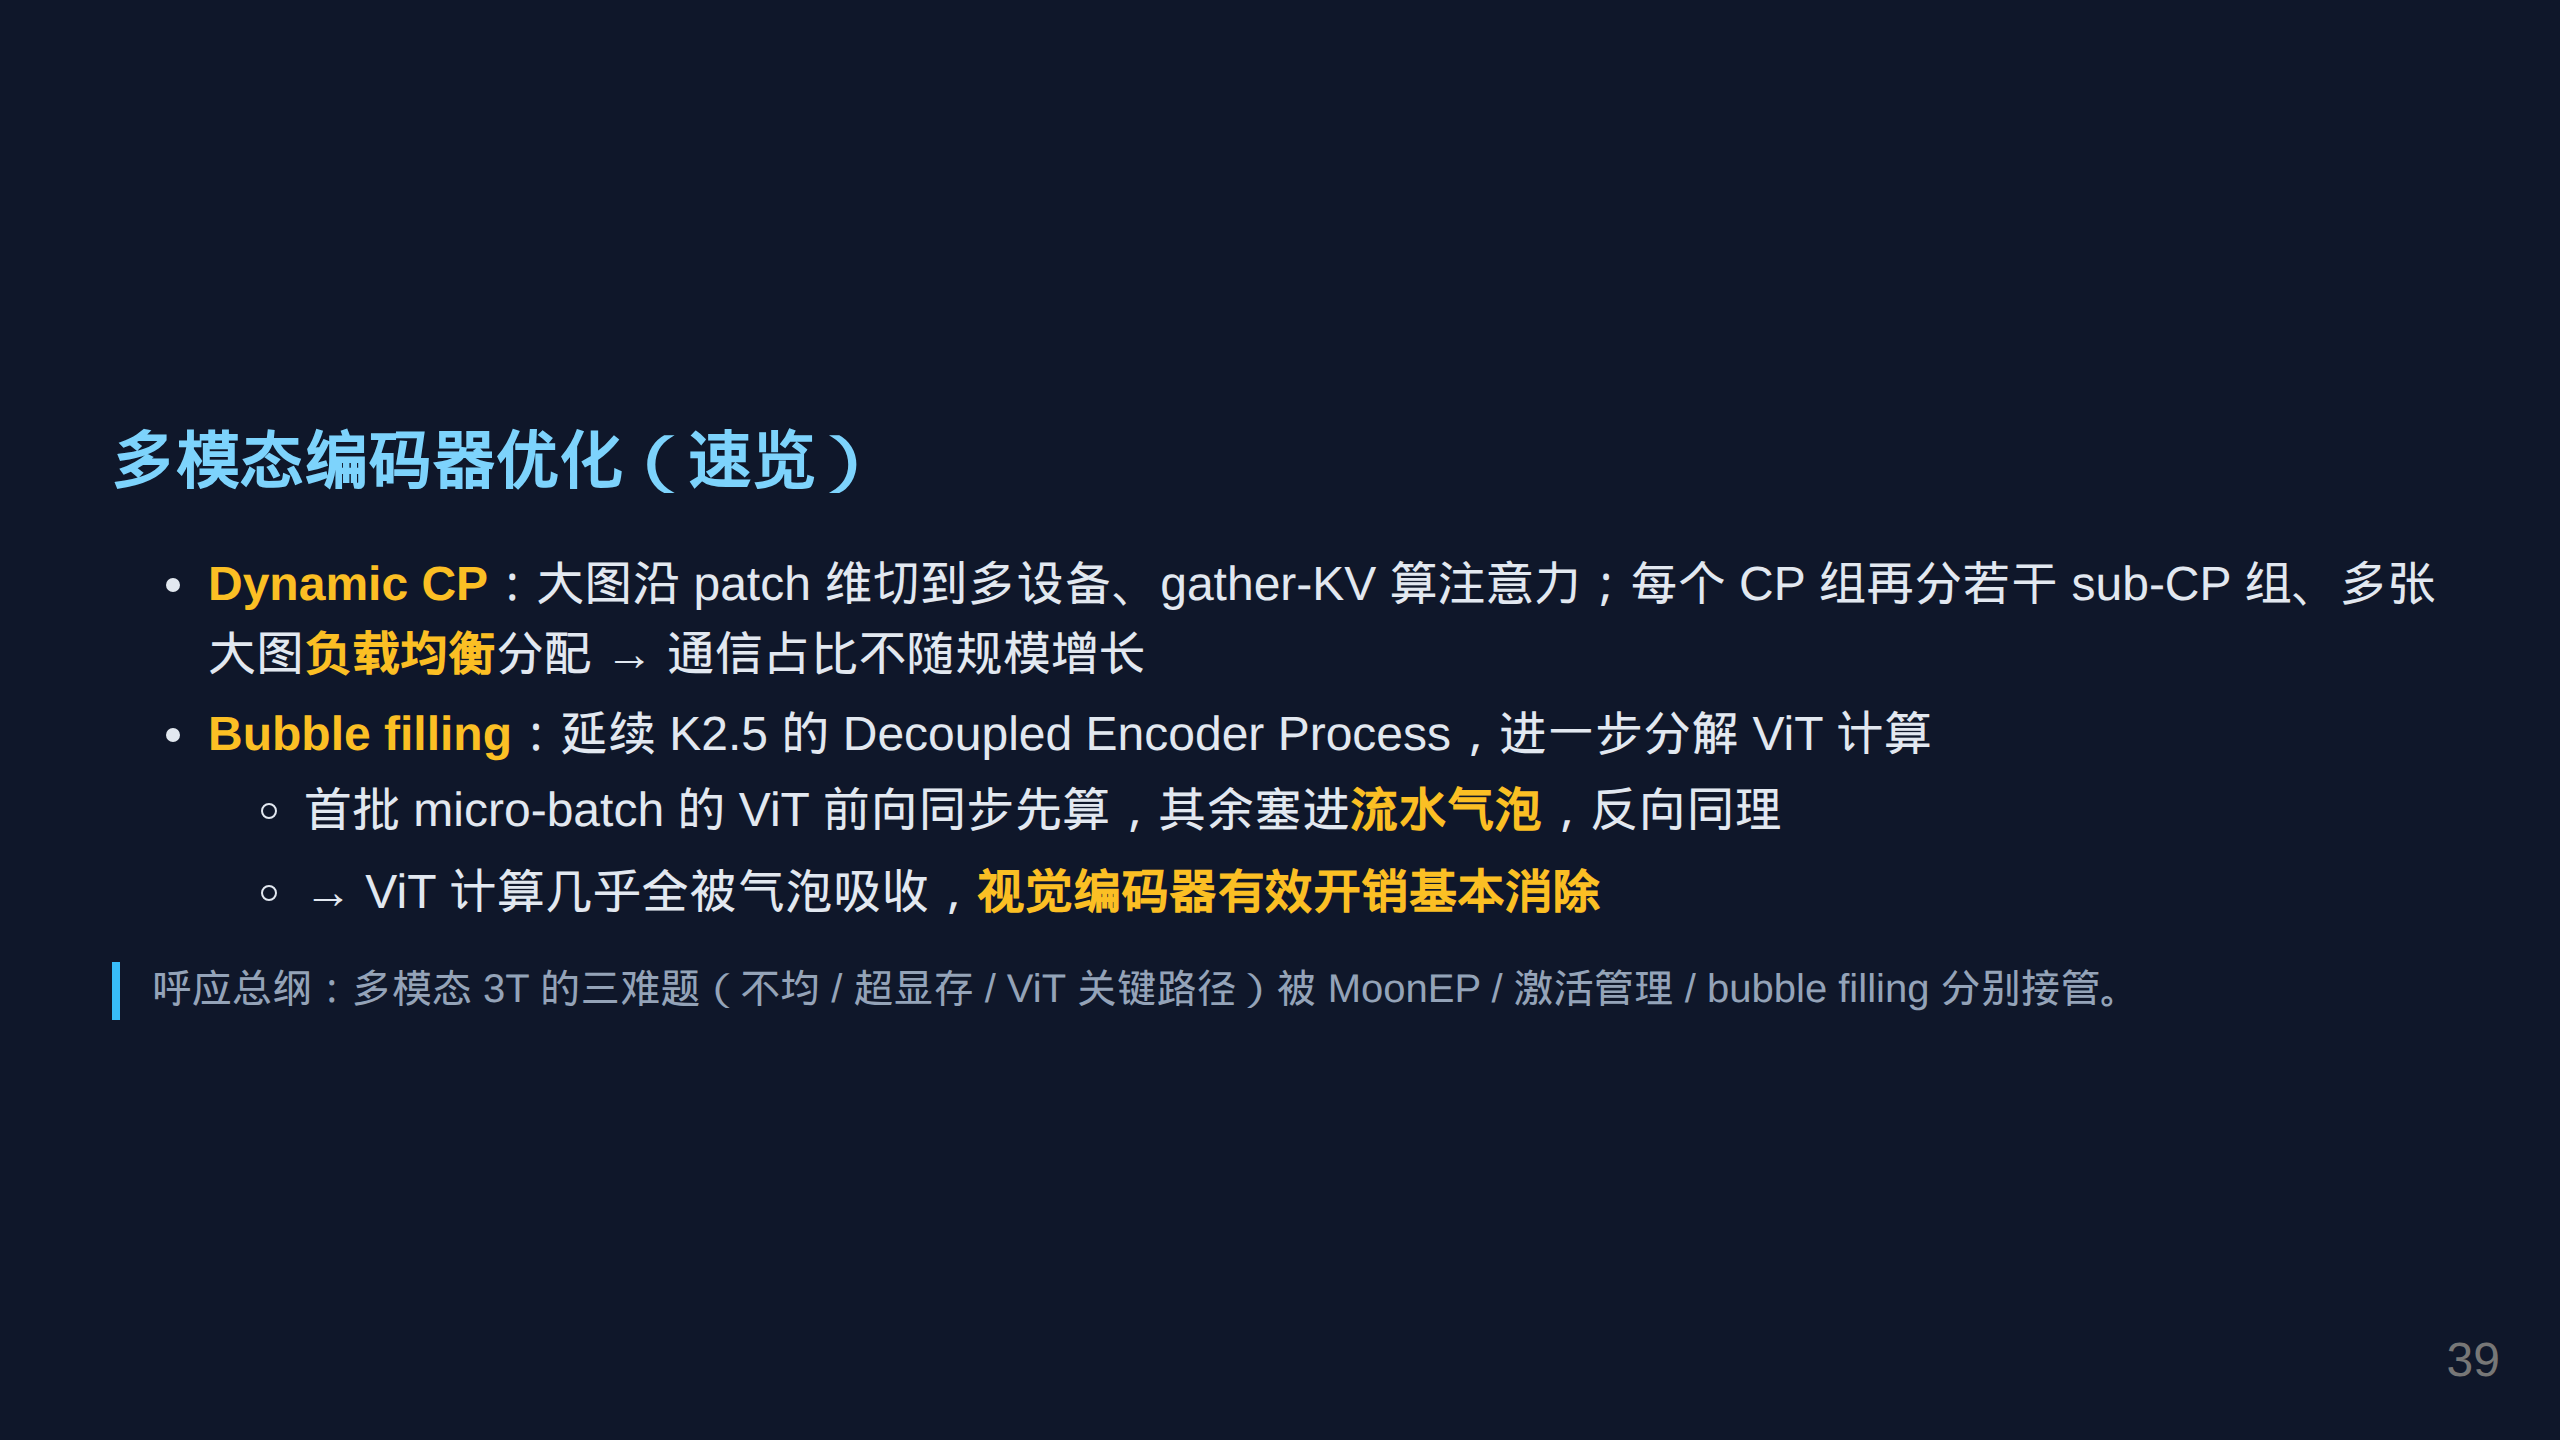 多模态编码器优化（速览）
• Dynamic CP：大图沿 patch 维切到多设备、gather-KV 算注意力；每个 CP 组再分若干 sub-CP 组、多张
大图负载均衡分配 → 通信占比不随规模增长
• Bubble filling：延续 K2.5 的 Decoupled Encoder Process，进一步分解 ViT 计算
○ 首批 micro-batch 的 ViT 前向同步先算，其余塞进流水气泡，反向同理
○ → ViT 计算几乎全被气泡吸收，视觉编码器有效开销基本消除
呼应总纲：多模态 3T 的三难题（不均 / 超显存 / ViT 关键路径）被 MoonEP / 激活管理 / bubble filling 分别接管。
39